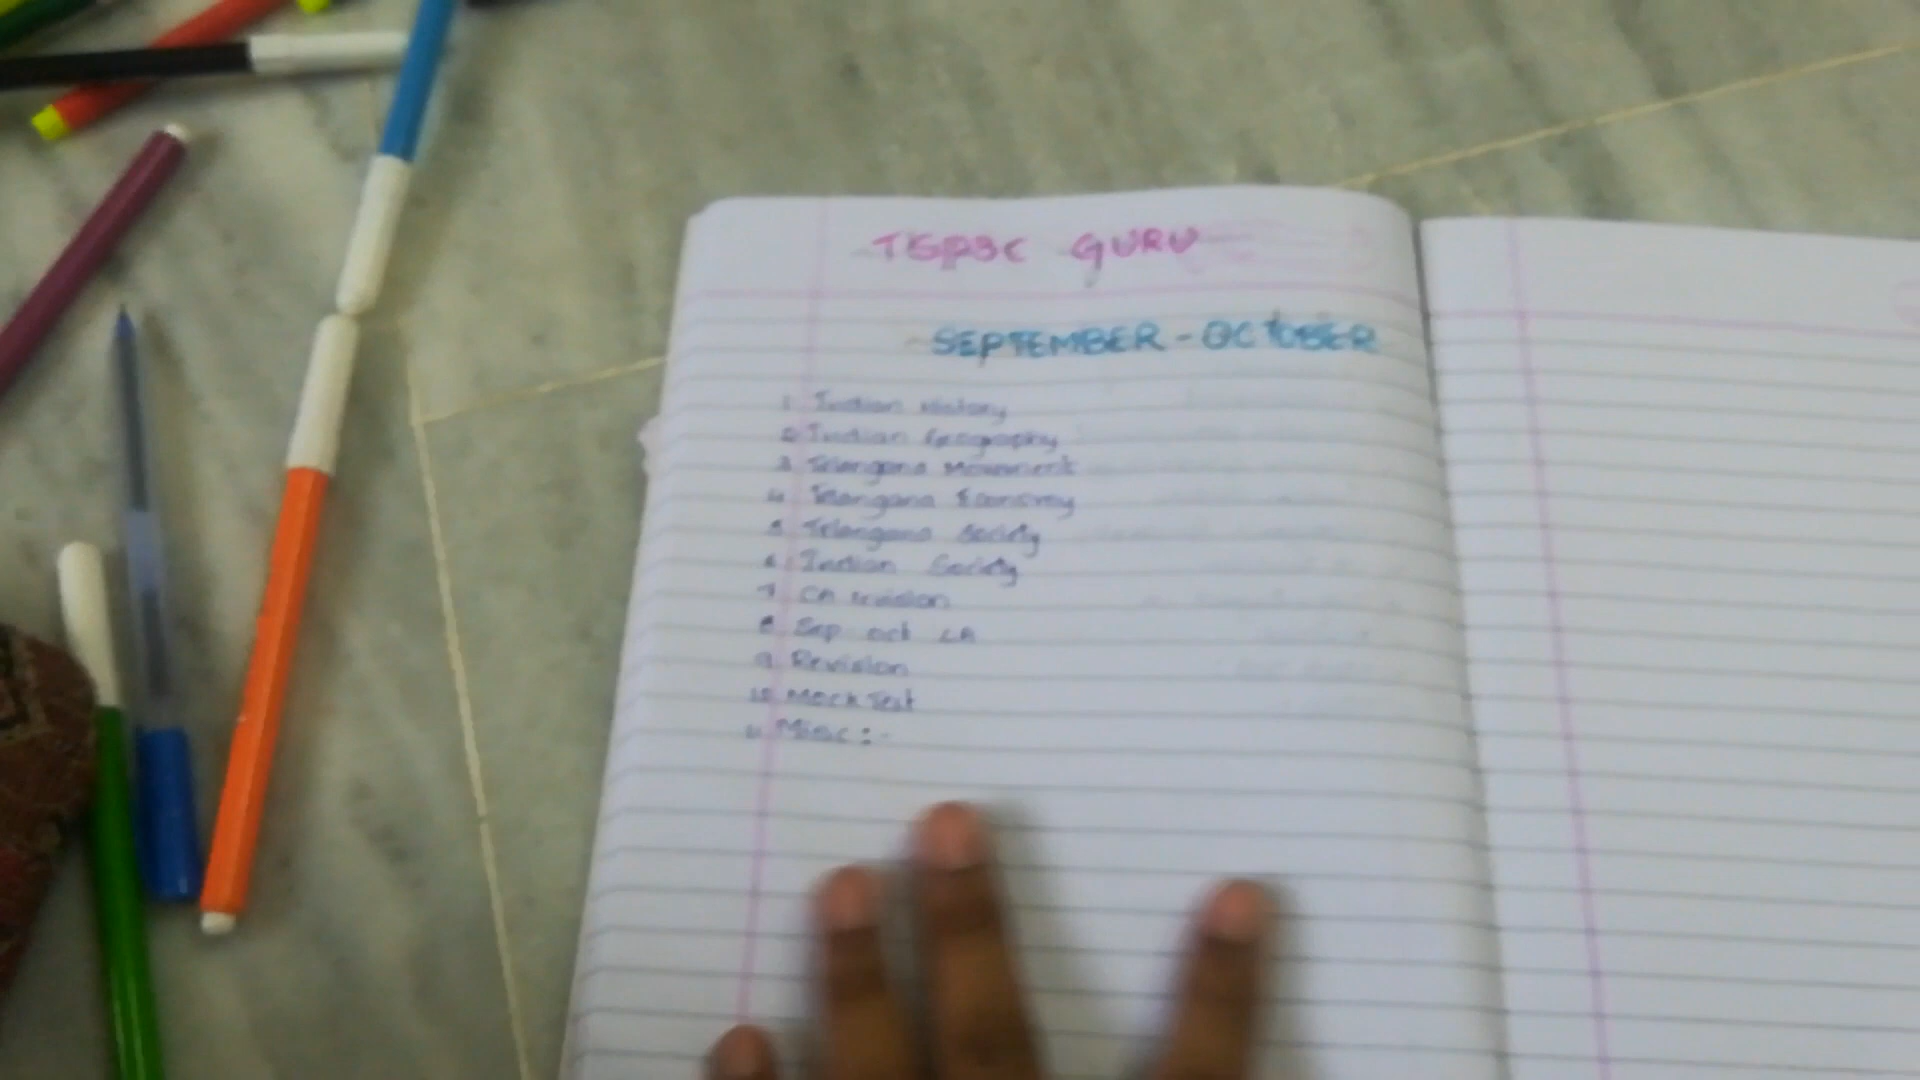 TSPSC GURU
SEPTEMBER - OCTOBER
1. Indian History
2. Indian Geography
3. Telangana Movement
4. Telangana Economy
5. Telangana Society
6. Indian Society
7. CA Revision
8. Sep oct CA
9. Revision
10. Mock Test
11. Misc :-